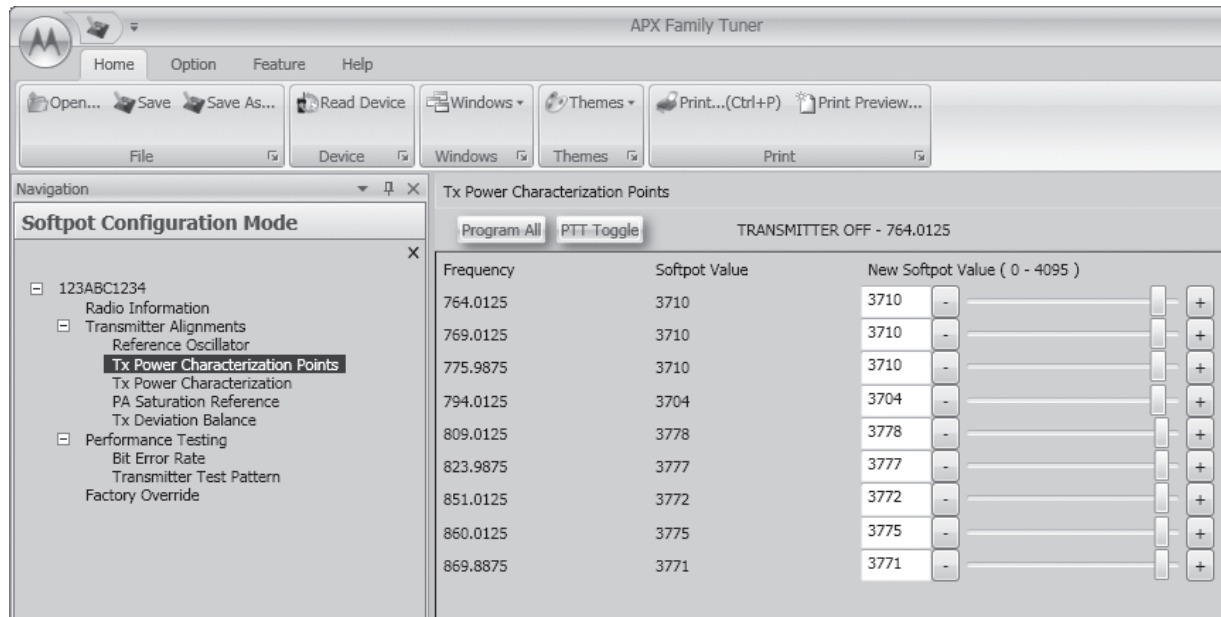 APX Family Tuner
Home Option Feature Help
Open... Save Save As... Read Device Windows Themes Print...(Ctrl+P) Print Preview...
File Device Windows Themes Print
Navigation
Softpot Configuration Mode
123ABC1234
Radio Information
Transmitter Alignments
Reference Oscillator
Tx Power Characterization Points
Tx Power Characterization
PA Saturation Reference
Tx Deviation Balance
Performance Testing
Bit Error Rate
Transmitter Test Pattern
Factory Override
Tx Power Characterization Points
Program All PTT Toggle TRANSMITTER OFF - 764.0125
Frequency Softpot Value New Softpot Value ( 0 - 4095 )
764.0125 3710 3710 - +
769.0125 3710 3710 - +
775.9875 3710 3710 - +
794.0125 3704 3704 - +
809.0125 3778 3778 - +
823.9875 3777 3777 - +
851.0125 3772 3772 - +
860.0125 3775 3775 - +
869.8875 3771 3771 - +